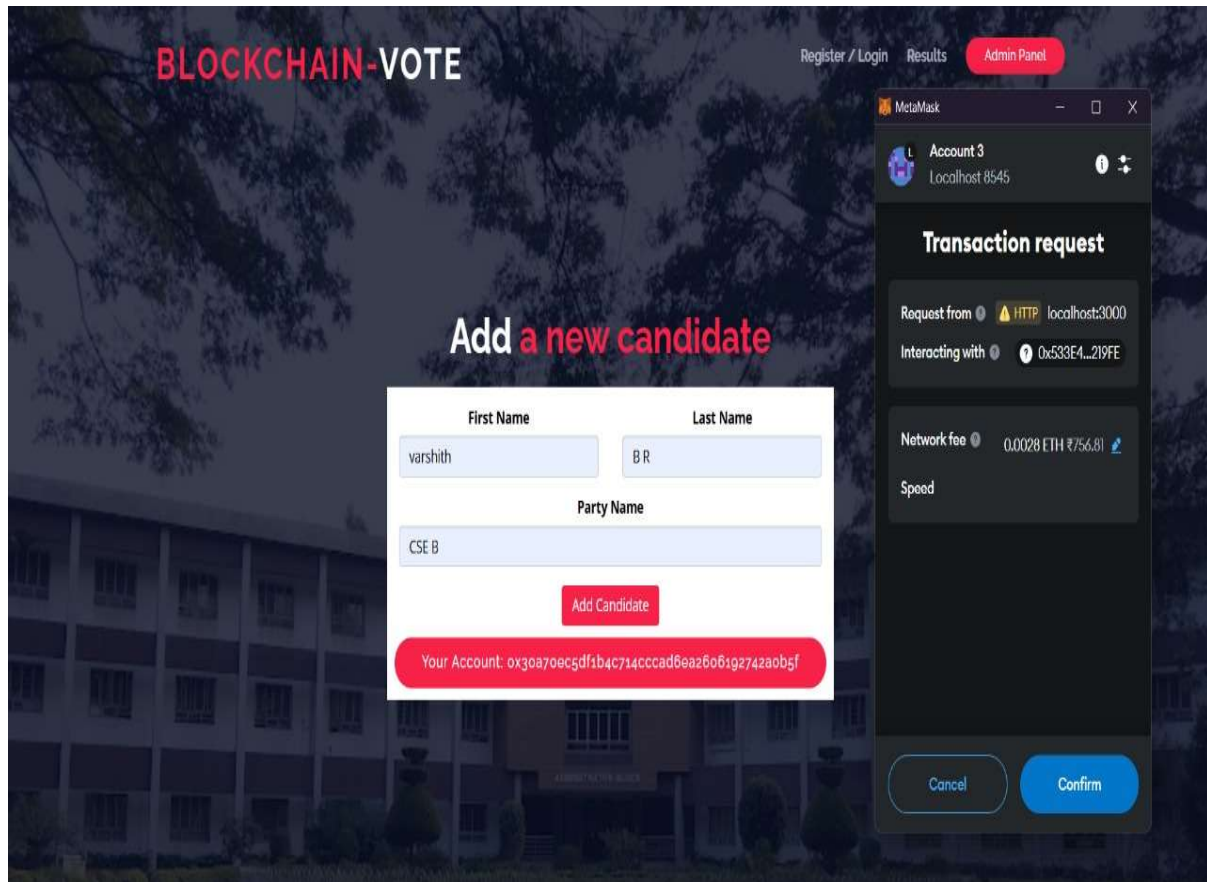 BLOCKCHAIN-VOTE
Register / Login Results Admin Panel
Add a new candidate
First Name Last Name
varshith B R
Party Name
CSE B
Add Candidate
Your Account: 0x30a70ec5df1b4c714cccad6ea2606192742a0b5f
MetaMask
L
Account 3
Localhost 8545
Transaction request
Request from HTTP localhost:3000
Interacting with 0x533E4...219FE
Network fee 0.0028 ETH ₹756.81
Speed
Cancel Confirm